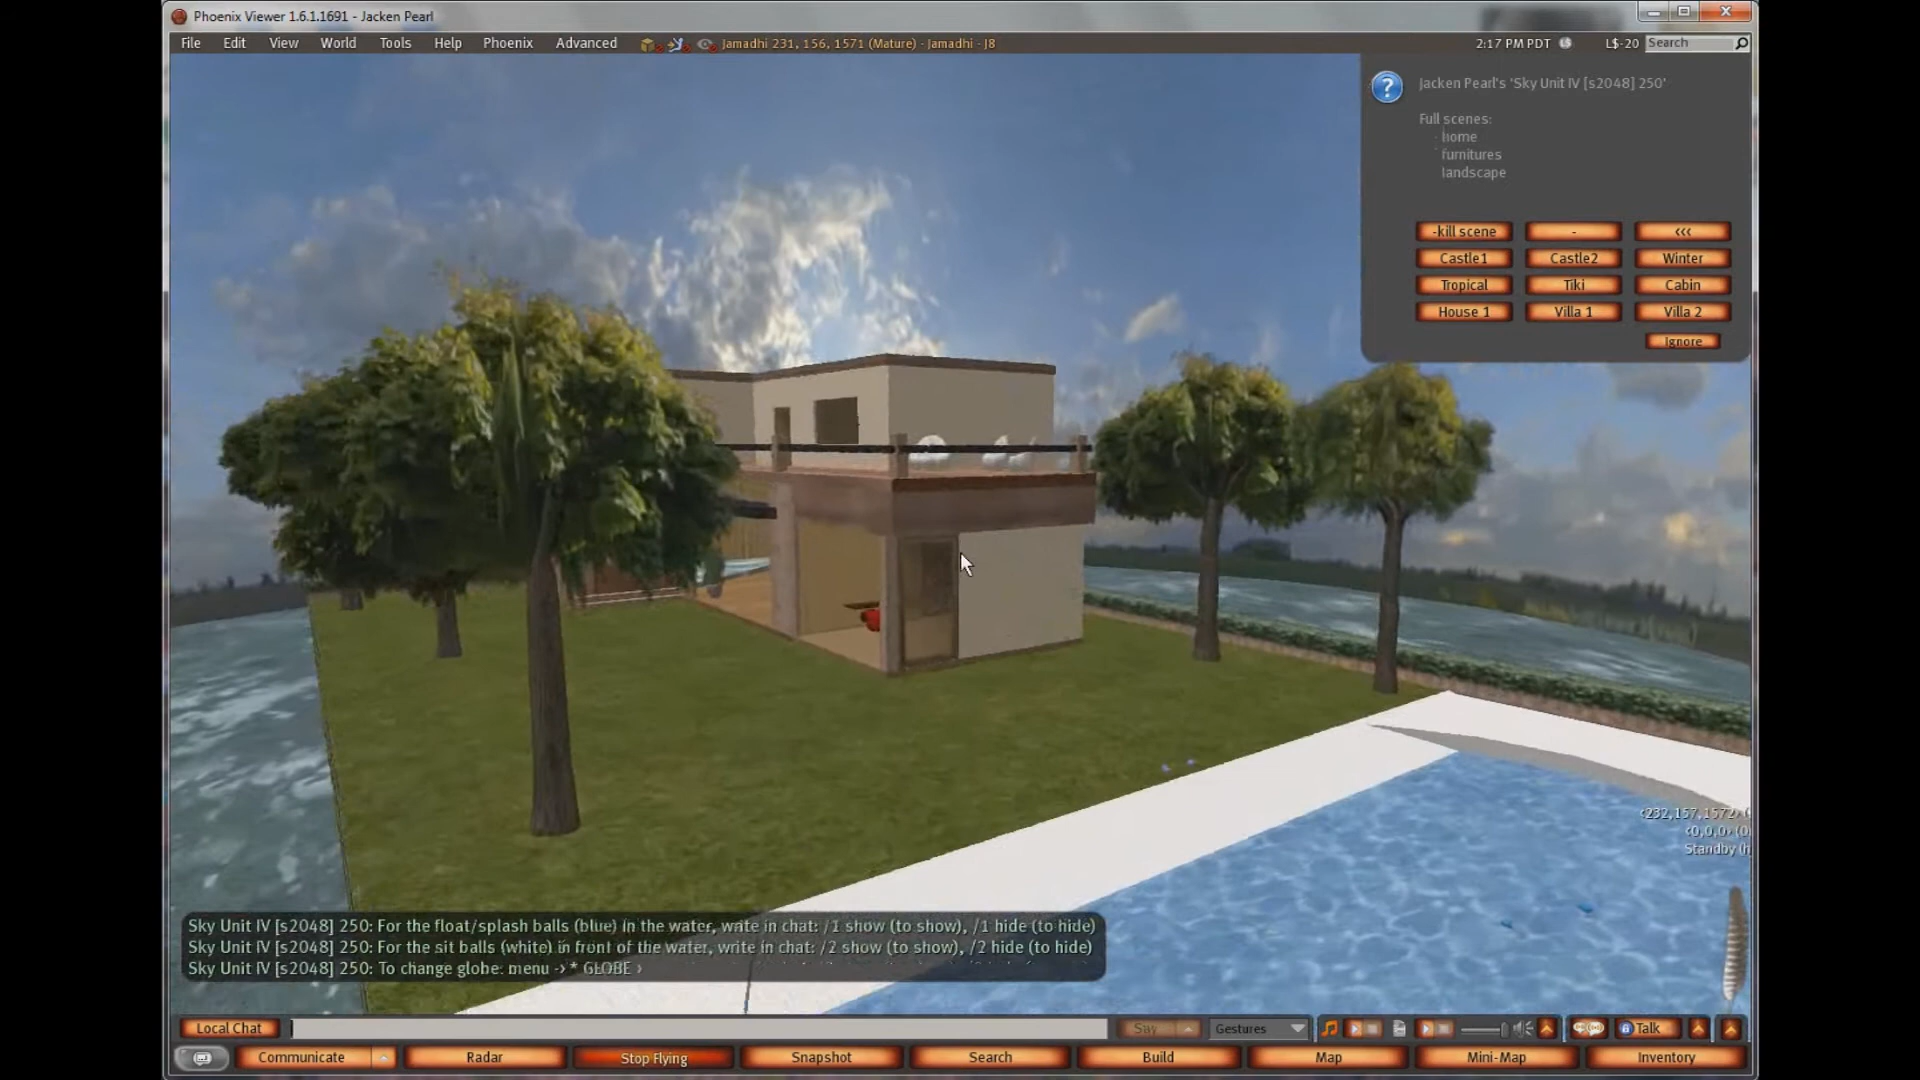 Phoenix Viewer 1.6.1.1691 - Jacken Pearl
File Edit View World Tools Help Phoenix Advanced Jamadhi 231, 156, 1571 (Mature) - Jamadhi - J8 2:17 PM PDT L$-20 Search
Jacken Pearl's 'Sky Unit IV [s2048] 250'
Full scenes:
home
furnitures
landscape
-kill scene - <<<
Castle1 Castle2 Winter
Tropical Tiki Cabin
House 1 Villa 1 Villa 2
Ignore
<232,157,1572> (
<0,0,0> (0
Standby (h
Sky Unit IV [s2048] 250: For the float/splash balls (blue) in the water, write in chat: /1 show (to show), /1 hide (to hide)
Sky Unit IV [s2048] 250: For the sit balls (white) in front of the water, write in chat: /2 show (to show), /2 hide (to hide)
Sky Unit IV [s2048] 250: To change globe: menu -> * GLOBE >
Local Chat Say Gestures Talk
Communicate Radar Stop Flying Snapshot Search Build Map Mini-Map Inventory